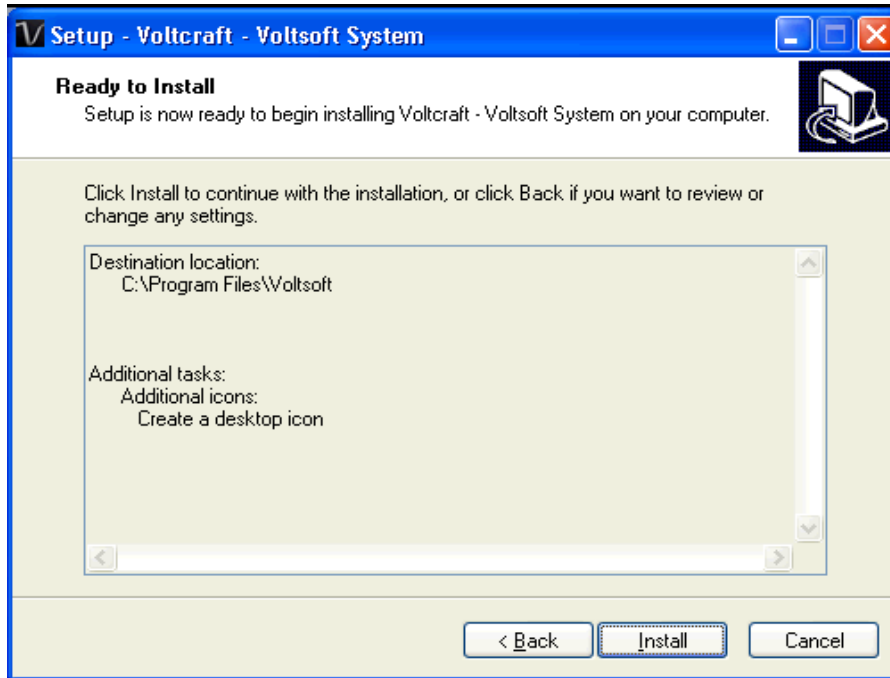 Setup - Voltcraft - Voltsoft System
Ready to Install
Setup is now ready to begin installing Voltcraft - Voltsoft System on your computer.
Click Install to continue with the installation, or click Back if you want to review or
change any settings.
Destination location:
C:\Program Files\Voltsoft
Additional tasks:
Additional icons:
Create a desktop icon
< Back
Install
Cancel